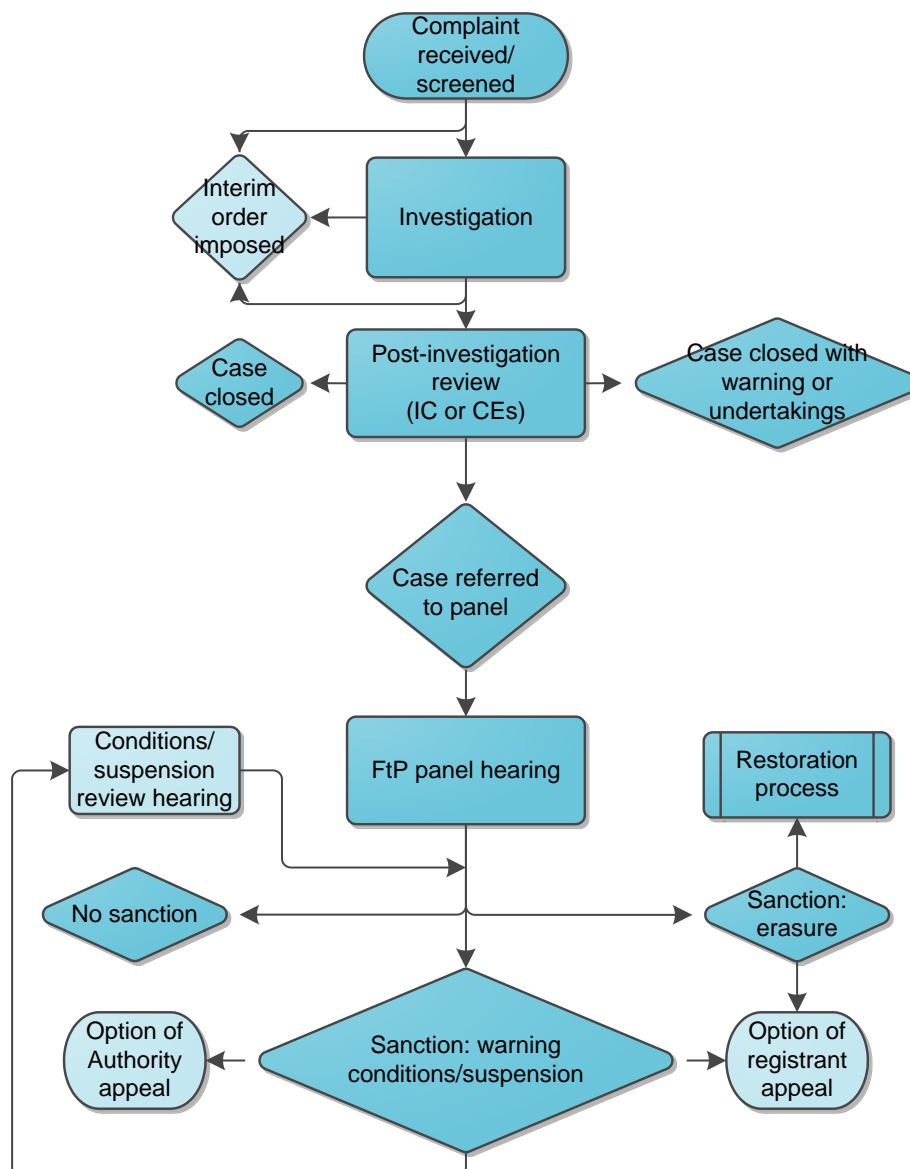 Complaint
received/
screened
Interim
order
imposed
Investigation
Case
closed
Post-investigation
review
(IC or CEs)
Case closed with
warning or
undertakings
Case referred
to panel
Conditions/
suspension
review hearing
FtP panel hearing
Restoration
process
No sanction
Sanction:
erasure
Option of
Authority
appeal
Sanction: warning
conditions/suspension
Option of
registrant
appeal